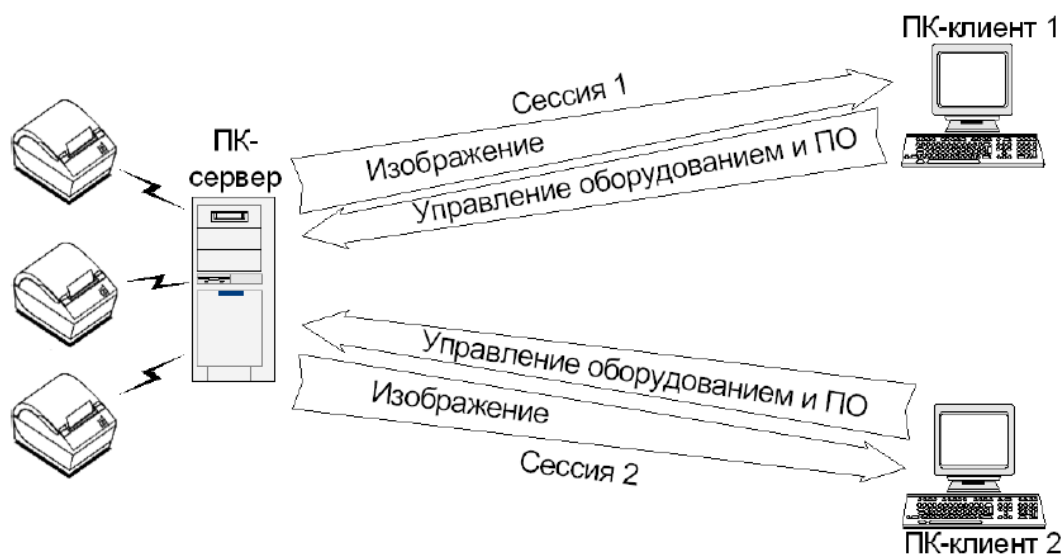 ПК-клиент 1
Сессия 1
ПК-
сервер
Изображение
Управление оборудованием и ПО
Управление оборудованием и ПО
Изображение
Сессия 2
ПК-клиент 2